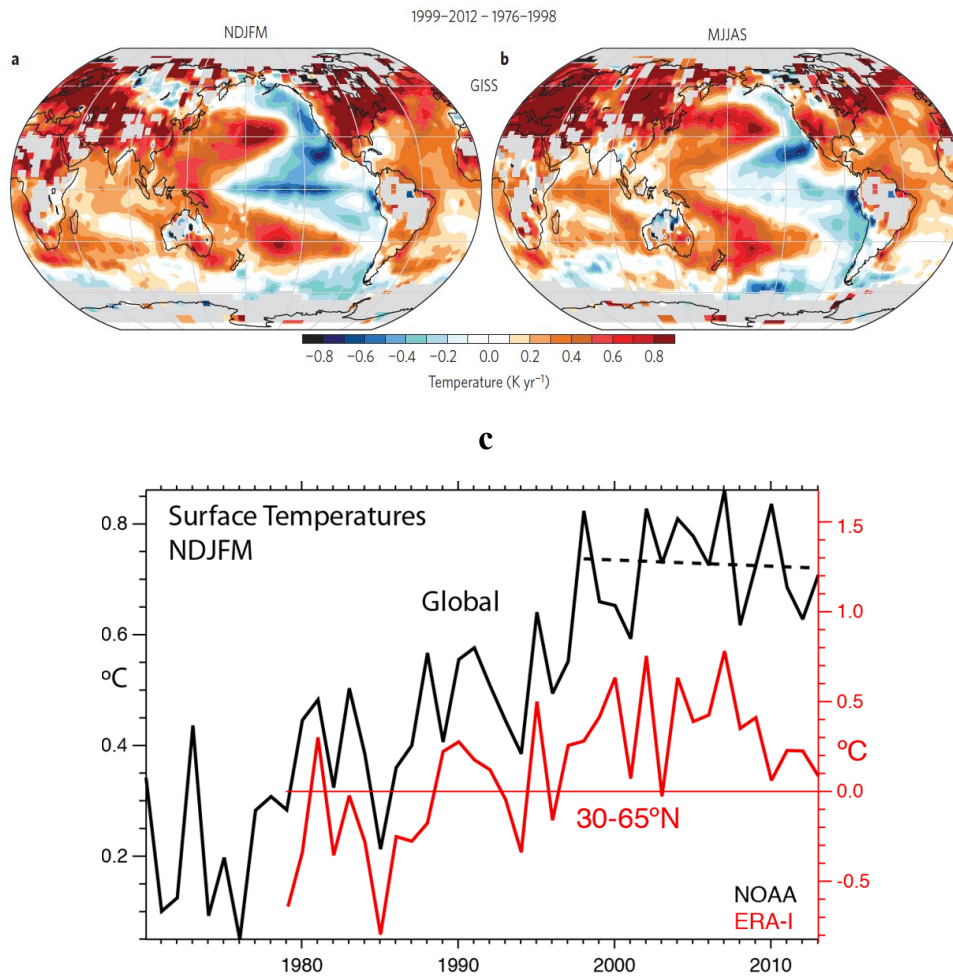 1999–2012 – 1976–1998
NDJFM
MJJAS
a
b
GISS
−0.8 −0.6 −0.4 −0.2 0.0 0.2 0.4 0.6 0.8
Temperature (K yr⁻¹)
c
Surface Temperatures
NDJFM
Global
0.8
0.6
ºC
0.4
0.2
1.5
1.0
0.5
ºC
0.0
-0.5
30-65ºN
NOAA
ERA-I
1980 1990 2000 2010